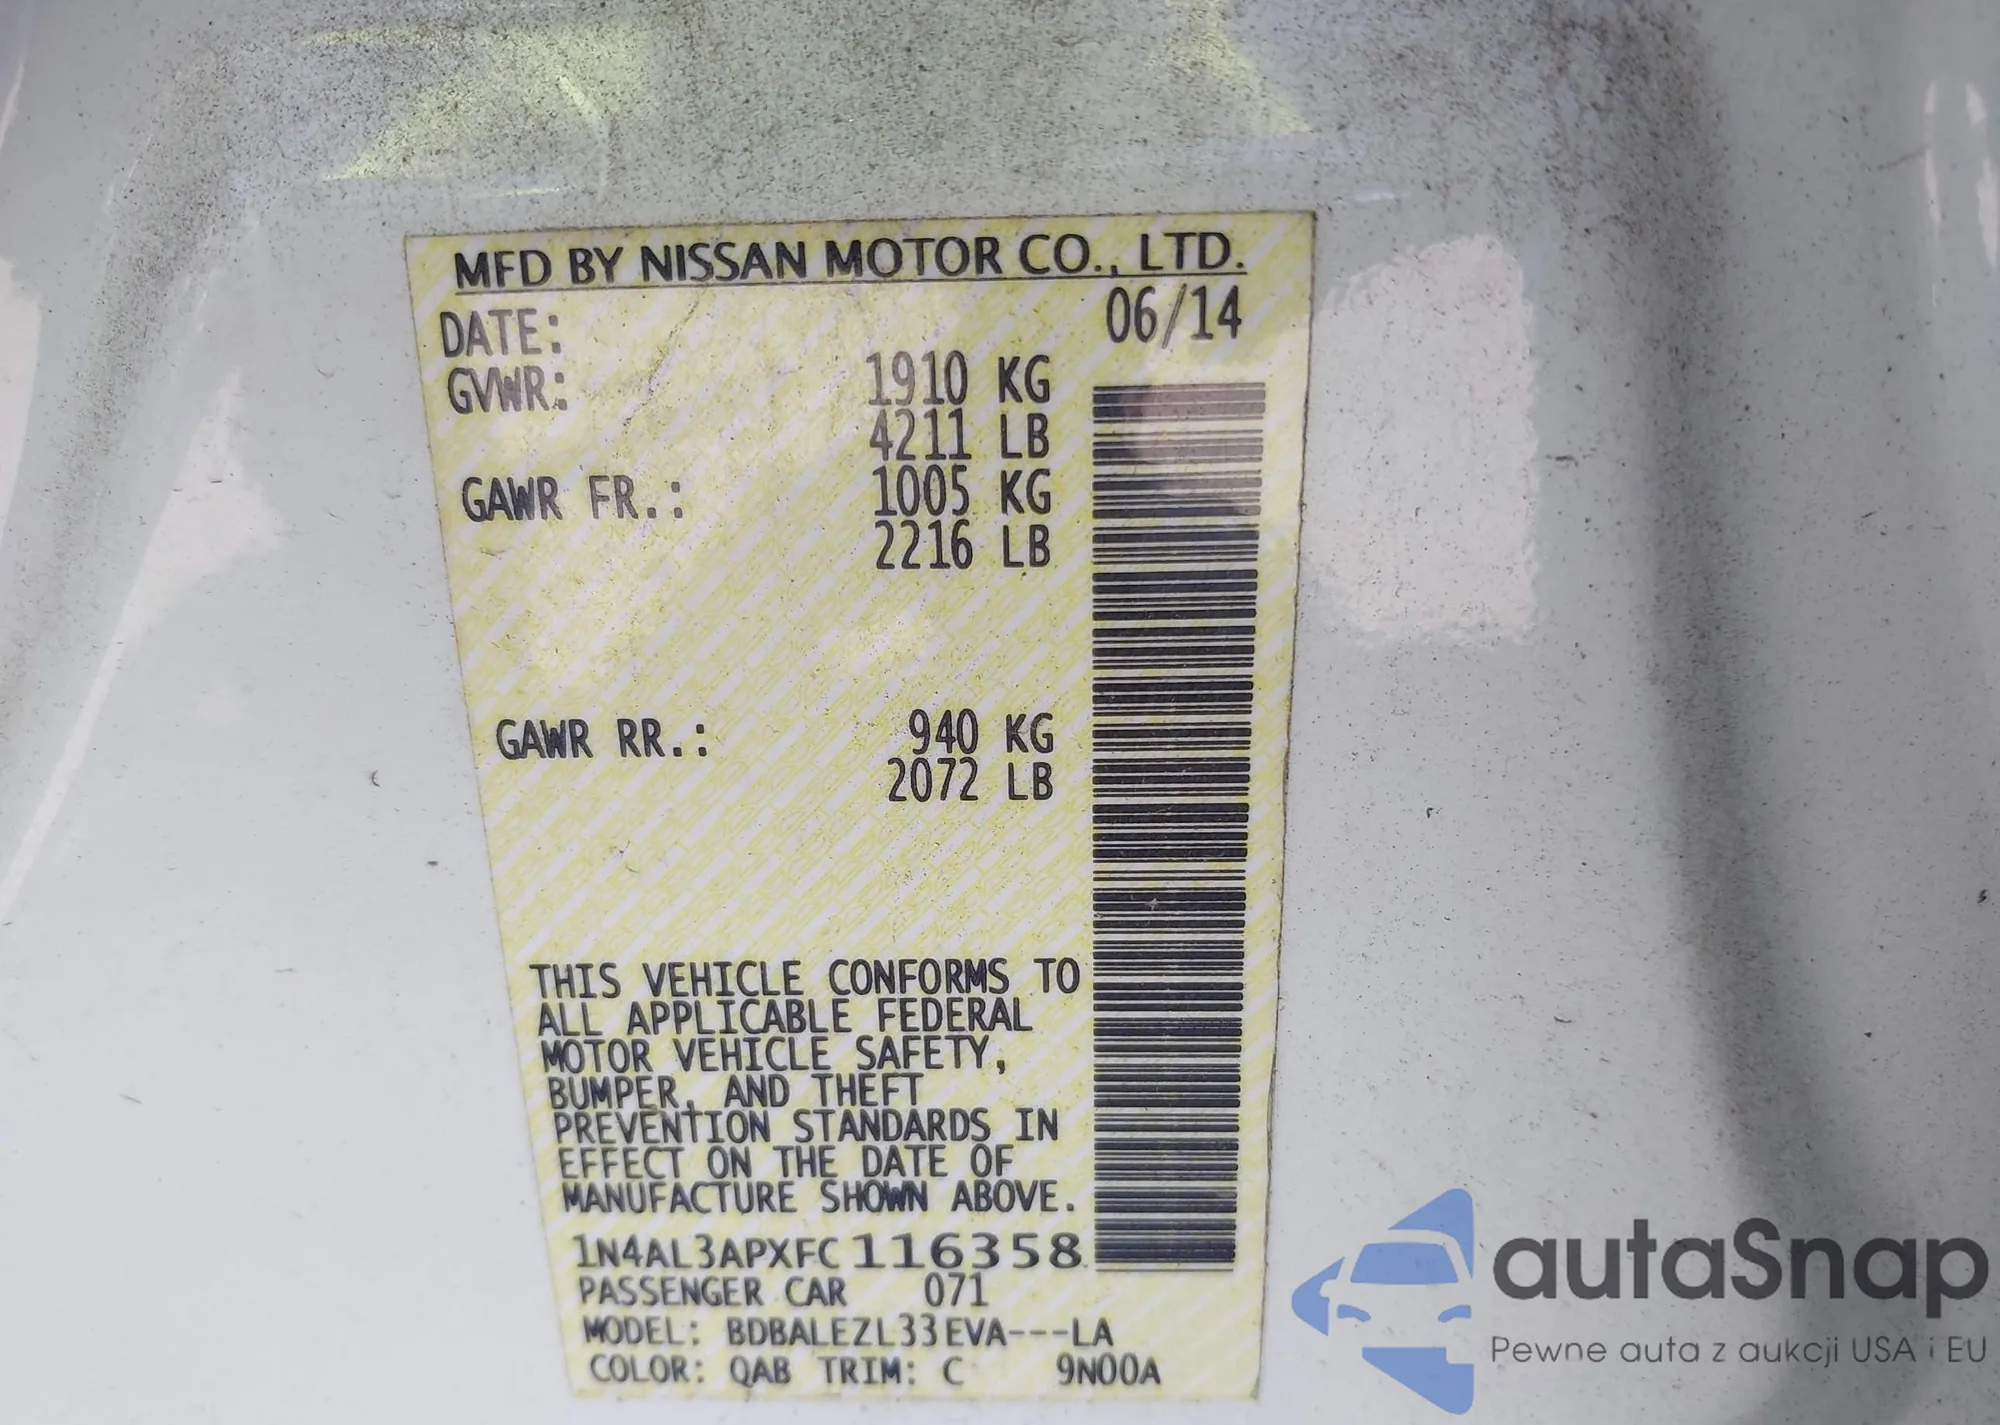 MFD BY NISSAN MOTOR CO., LTD.
DATE: 06/14
GVWR: 1910 KG
4211 LB
GAWR FR.: 1005 KG
2216 LB
GAWR RR.: 940 KG
2072 LB
THIS VEHICLE CONFORMS TO
ALL APPLICABLE FEDERAL
MOTOR VEHICLE SAFETY,
BUMPER, AND THEFT
PREVENTION STANDARDS IN
EFFECT ON THE DATE OF
MANUFACTURE SHOWN ABOVE.
1N4AL3APXFC116358
PASSENGER CAR 071
MODEL: BDBALEZL33EVA---LA
COLOR: QAB TRIM: C 9N00A
autaSnap
Pewne auta z aukcji USA i EU